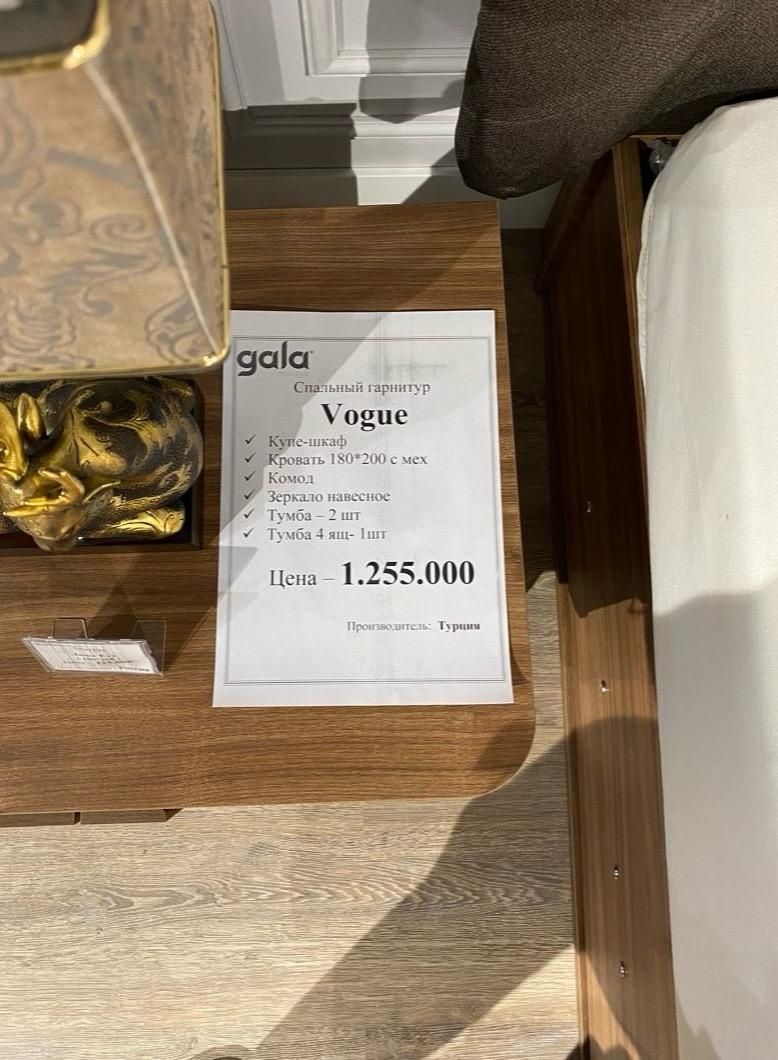 gala
Спальный гарнитур
Vogue
✓ Купе-шкаф
✓ Кровать 180*200 с мех
✓ Комод
✓ Зеркало навесное
✓ Тумба – 2 шт
✓ Тумба 4 ящ- 1шт
Цена – 1.255.000
Производитель: Турция
Россия